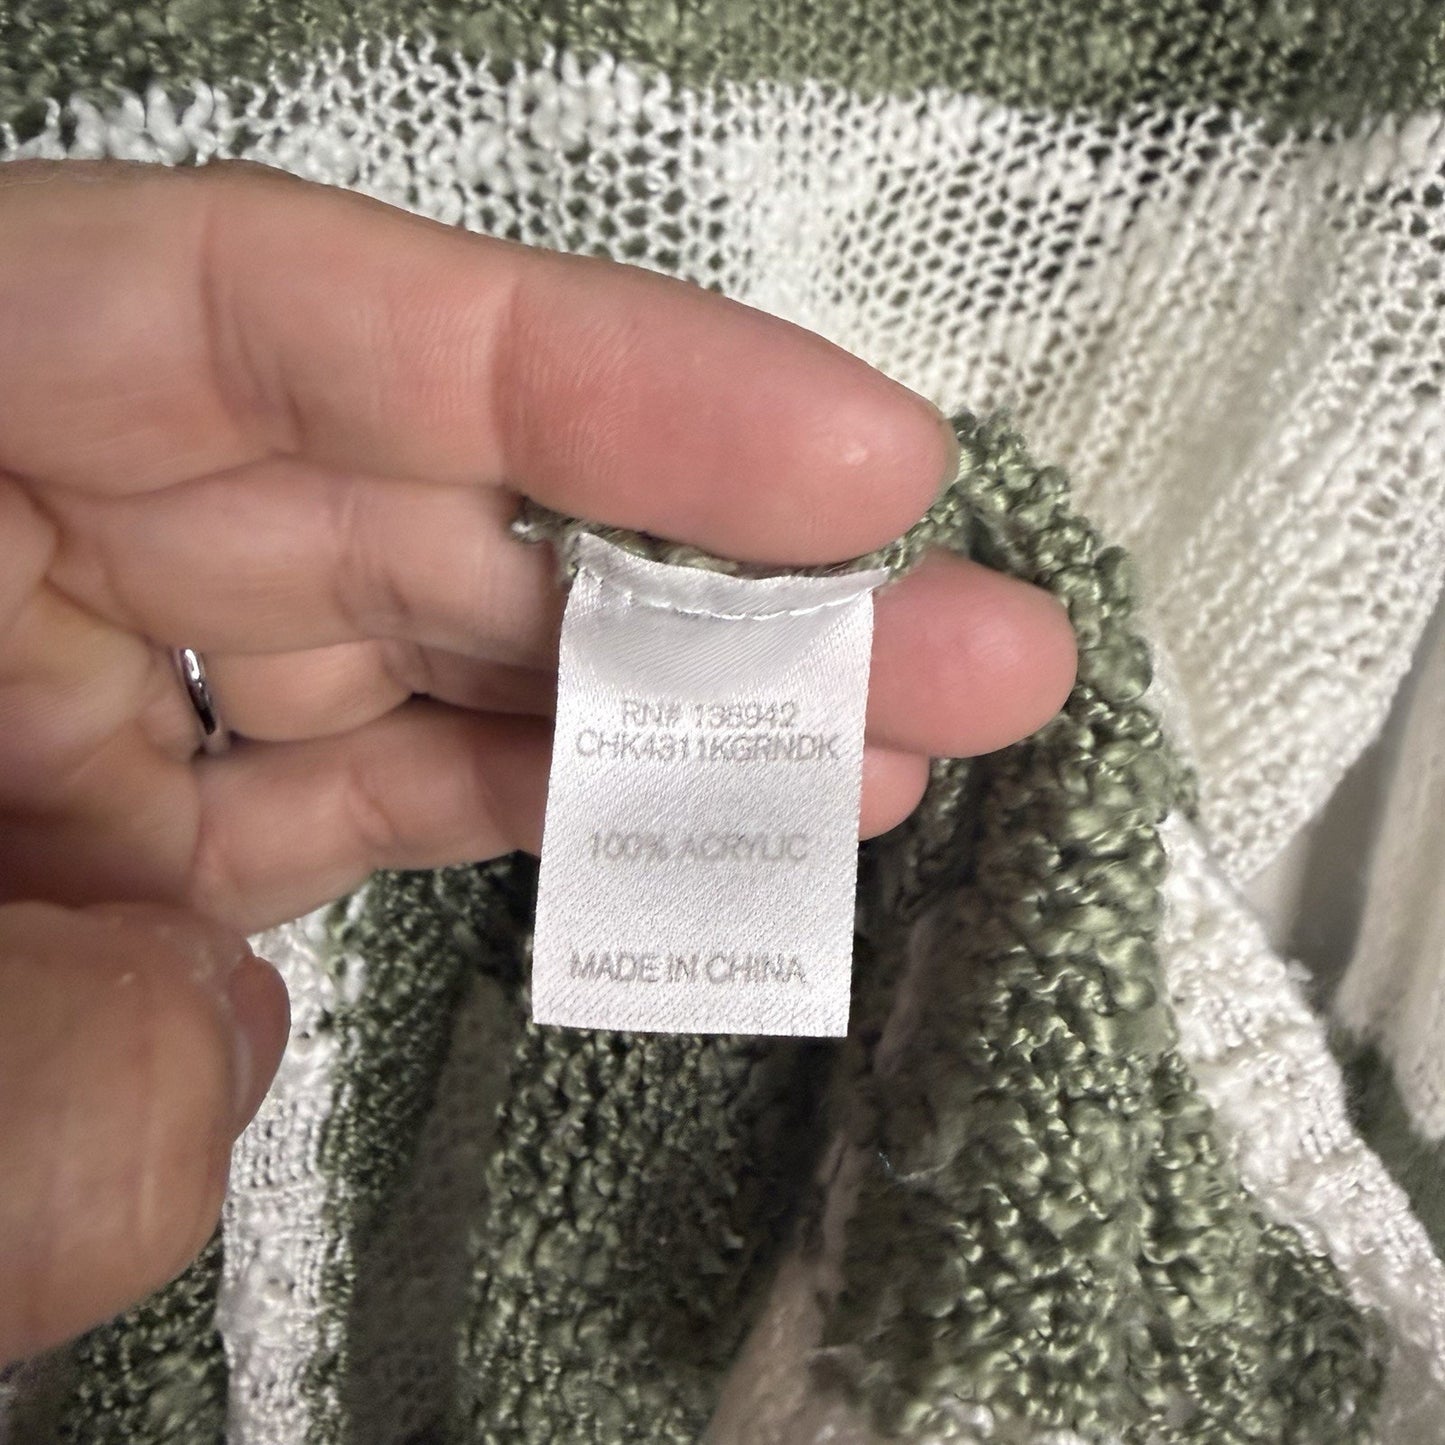 RN# 138942
CHK4311KGRNDK
100% ACRYLIC
MADE IN CHINA